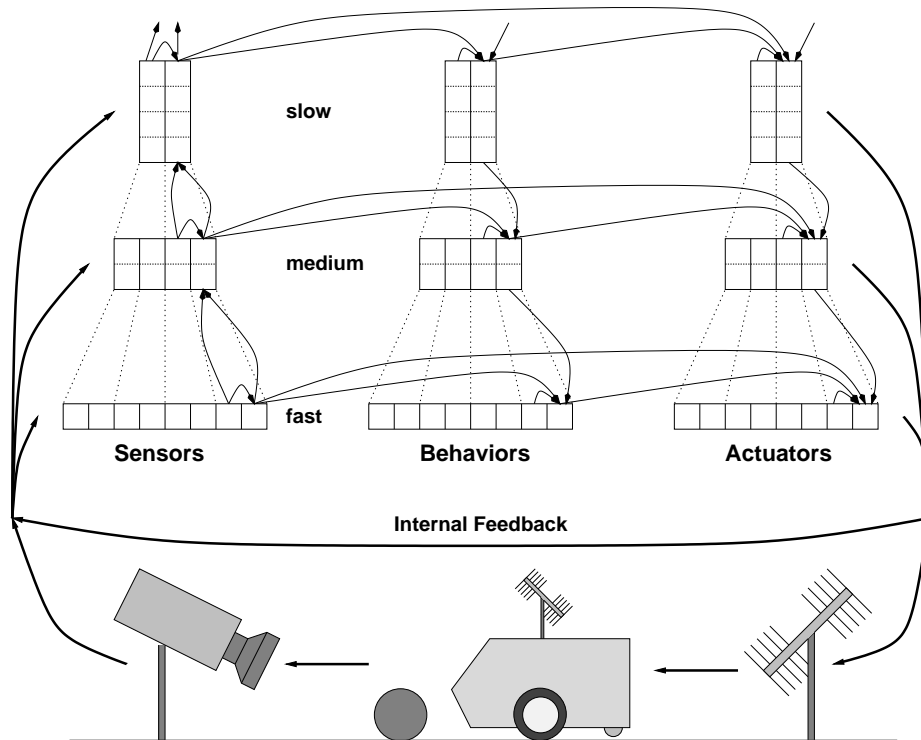 slow
medium
fast
Sensors
Behaviors
Actuators
Internal Feedback